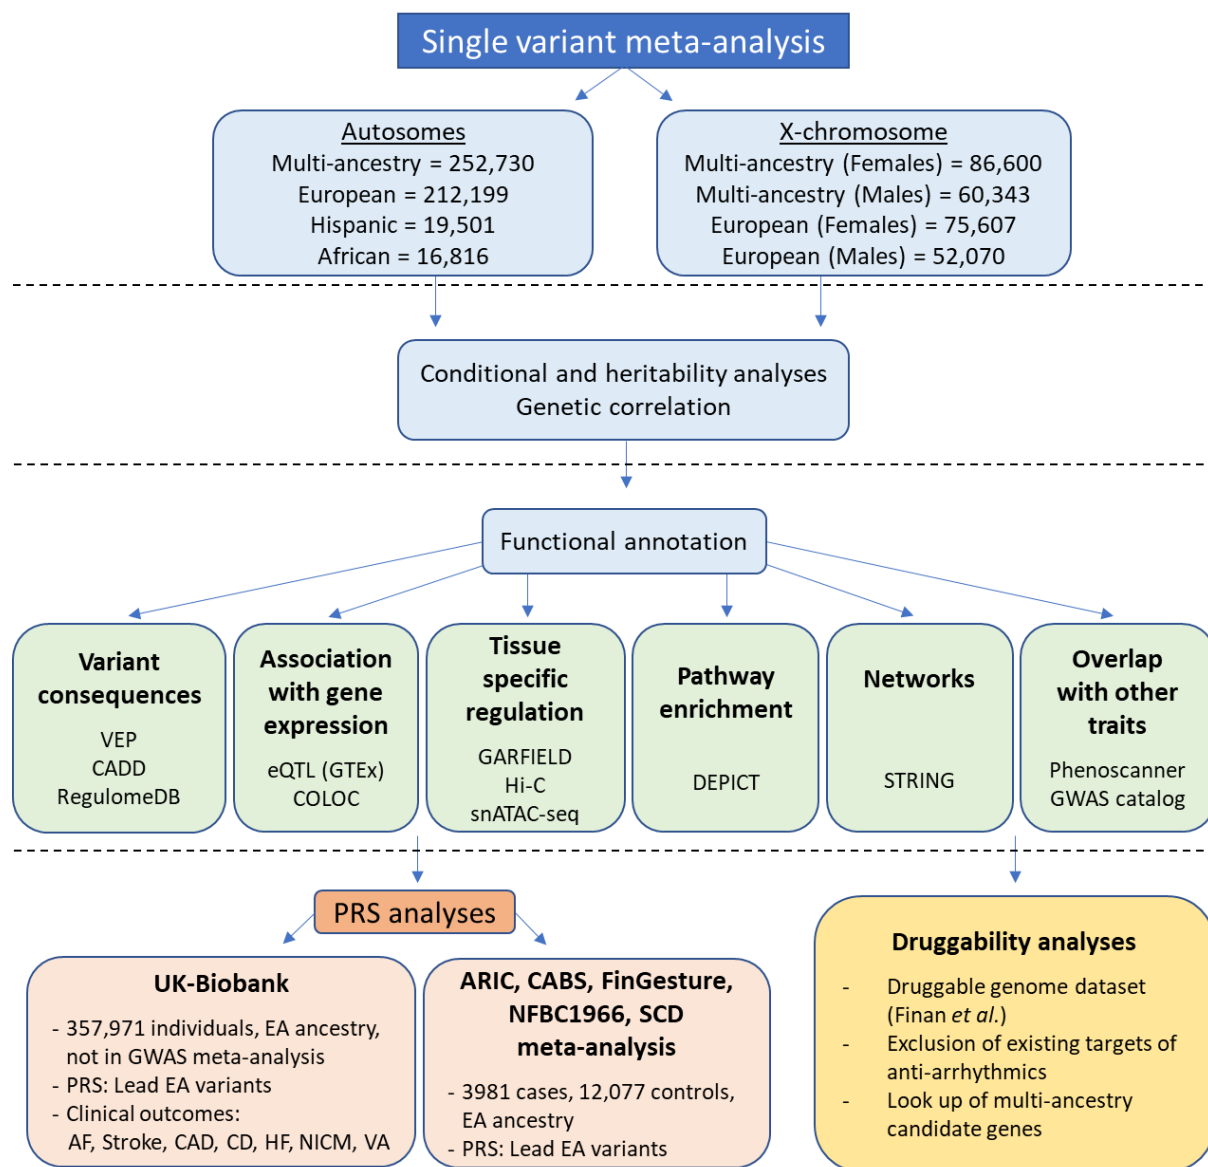 Single variant meta-analysis
Autosomes
Multi-ancestry = 252,730
European = 212,199
Hispanic = 19,501
African = 16,816
X-chromosome
Multi-ancestry (Females) = 86,600
Multi-ancestry (Males) = 60,343
European (Females) = 75,607
European (Males) = 52,070
Conditional and heritability analyses
Genetic correlation
Functional annotation
Variant
consequences
VEP
CADD
RegulomeDB
Association
with gene
expression
eQTL (GTEx)
COLOC
Tissue
specific
regulation
GARFIELD
Hi-C
snATAC-seq
Pathway
enrichment
DEPICT
Networks
STRING
Overlap
with other
traits
Phenoscanner
GWAS catalog
PRS analyses
UK-Biobank
- 357,971 individuals, EA ancestry,
not in GWAS meta-analysis
- PRS: Lead EA variants
- Clinical outcomes:
AF, Stroke, CAD, CD, HF, NICM, VA
ARIC, CABS, FinGesture,
NFBC1966, SCD
meta-analysis
- 3981 cases, 12,077 controls,
EA ancestry
- PRS: Lead EA variants
Druggability analyses
- Druggable genome dataset
(Finan et al.)
- Exclusion of existing targets of
anti-arrhythmics
- Look up of multi-ancestry
candidate genes